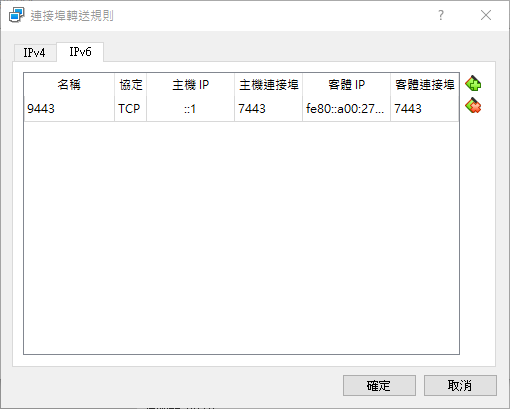 連接埠轉送規則
IPv4 IPv6
名稱 協定 主機 IP 主機連接埠 客體 IP 客體連接埠
9443 TCP ::1 7443 fe80::a00:27... 7443
確定 取消